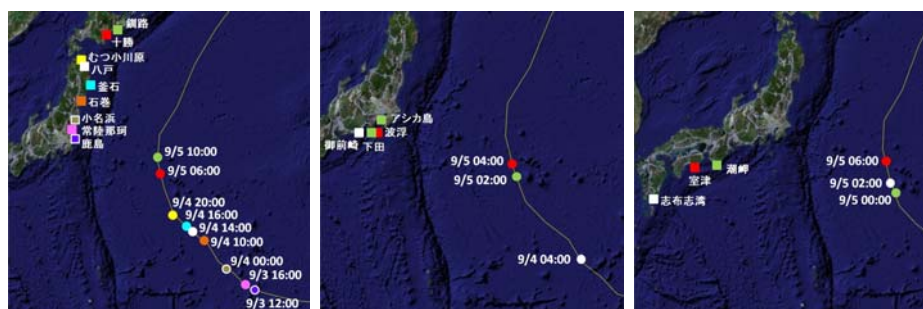 釧路
十勝
むつ小川原
八戸
釜石
石巻
小名浜
常陸那珂
鹿島
9/5 10:00
9/5 06:00
9/4 20:00
9/4 16:00
9/4 14:00
9/4 10:00
9/4 00:00
9/3 16:00
9/3 12:00
アシカ島
波浮
御前崎
下田
9/5 04:00
9/5 02:00
9/4 04:00
潮岬
室津
志布志湾
9/5 06:00
9/5 02:00
9/5 00:00